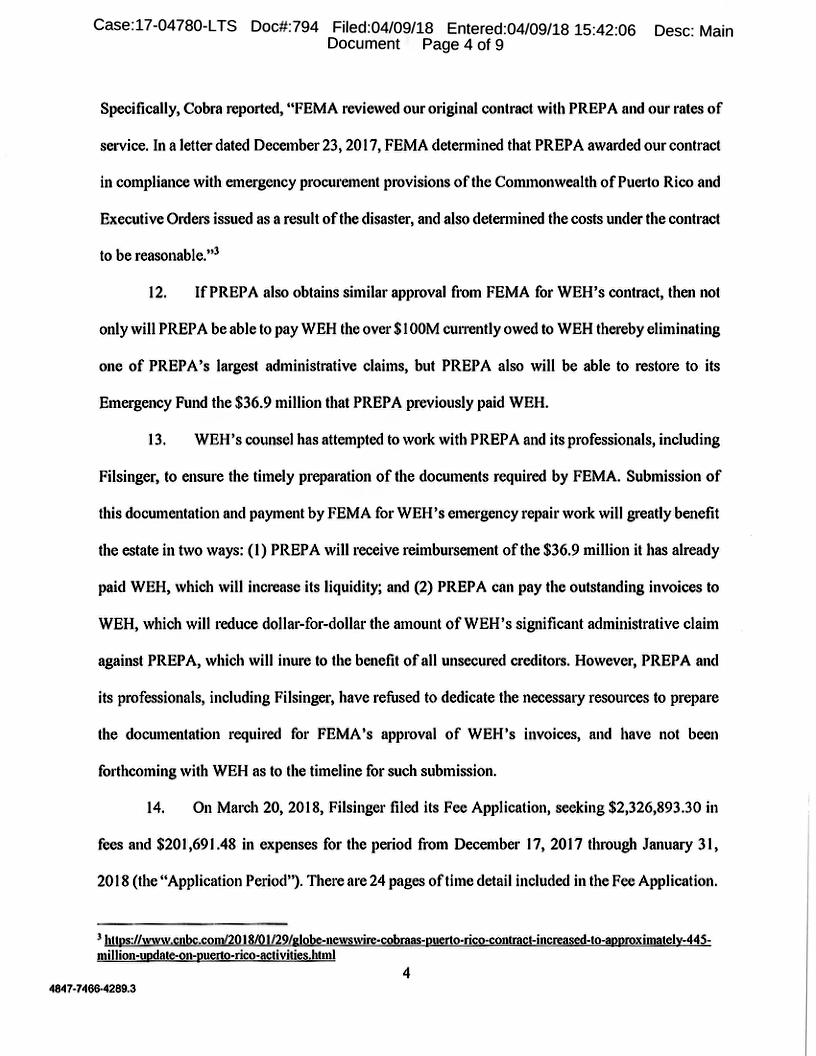 Case:17-04780-LTS Doc#:794 Filed:04/09/18 Entered:04/09/18 15:42:06 Desc: Main
Document Page 4 of 9
Specifically, Cobra reported, “FEMA reviewed our original contract with PREPA and our rates of
service. In a letter dated December 23, 2017, FEMA determined that PREPA awarded our contract
in compliance with emergency procurement provisions of the Commonwealth of Puerto Rico and
Executive Orders issued as a result of the disaster, and also determined the costs under the contract
to be reasonable.”3
12. If PREPA also obtains similar approval from FEMA for WEH’s contract, then not
only will PREPA be able to pay WEH the over $100M currently owed to WEH thereby eliminating
one of PREPA’s largest administrative claims, but PREPA also will be able to restore to its
Emergency Fund the $36.9 million that PREPA previously paid WEH.
13. WEH’s counsel has attempted to work with PREPA and its professionals, including
Filsinger, to ensure the timely preparation of the documents required by FEMA. Submission of
this documentation and payment by FEMA for WEH’s emergency repair work will greatly benefit
the estate in two ways: (1) PREPA will receive reimbursement of the $36.9 million it has already
paid WEH, which will increase its liquidity; and (2) PREPA can pay the outstanding invoices to
WEH, which will reduce dollar-for-dollar the amount of WEH’s significant administrative claim
against PREPA, which will inure to the benefit of all unsecured creditors. However, PREPA and
its professionals, including Filsinger, have refused to dedicate the necessary resources to prepare
the documentation required for FEMA’s approval of WEH’s invoices, and have not been
forthcoming with WEH as to the timeline for such submission.
14. On March 20, 2018, Filsinger filed its Fee Application, seeking $2,326,893.30 in
fees and $201,691.48 in expenses for the period from December 17, 2017 through January 31,
2018 (the “Application Period”). There are 24 pages of time detail included in the Fee Application.
3 https://www.cnbc.com/2018/01/29/globe-newswire-cobraas-puerto-rico-contract-increased-to-approximately-445-
million-update-on-puerto-rico-activities.html
4
4847-7466-4289.3